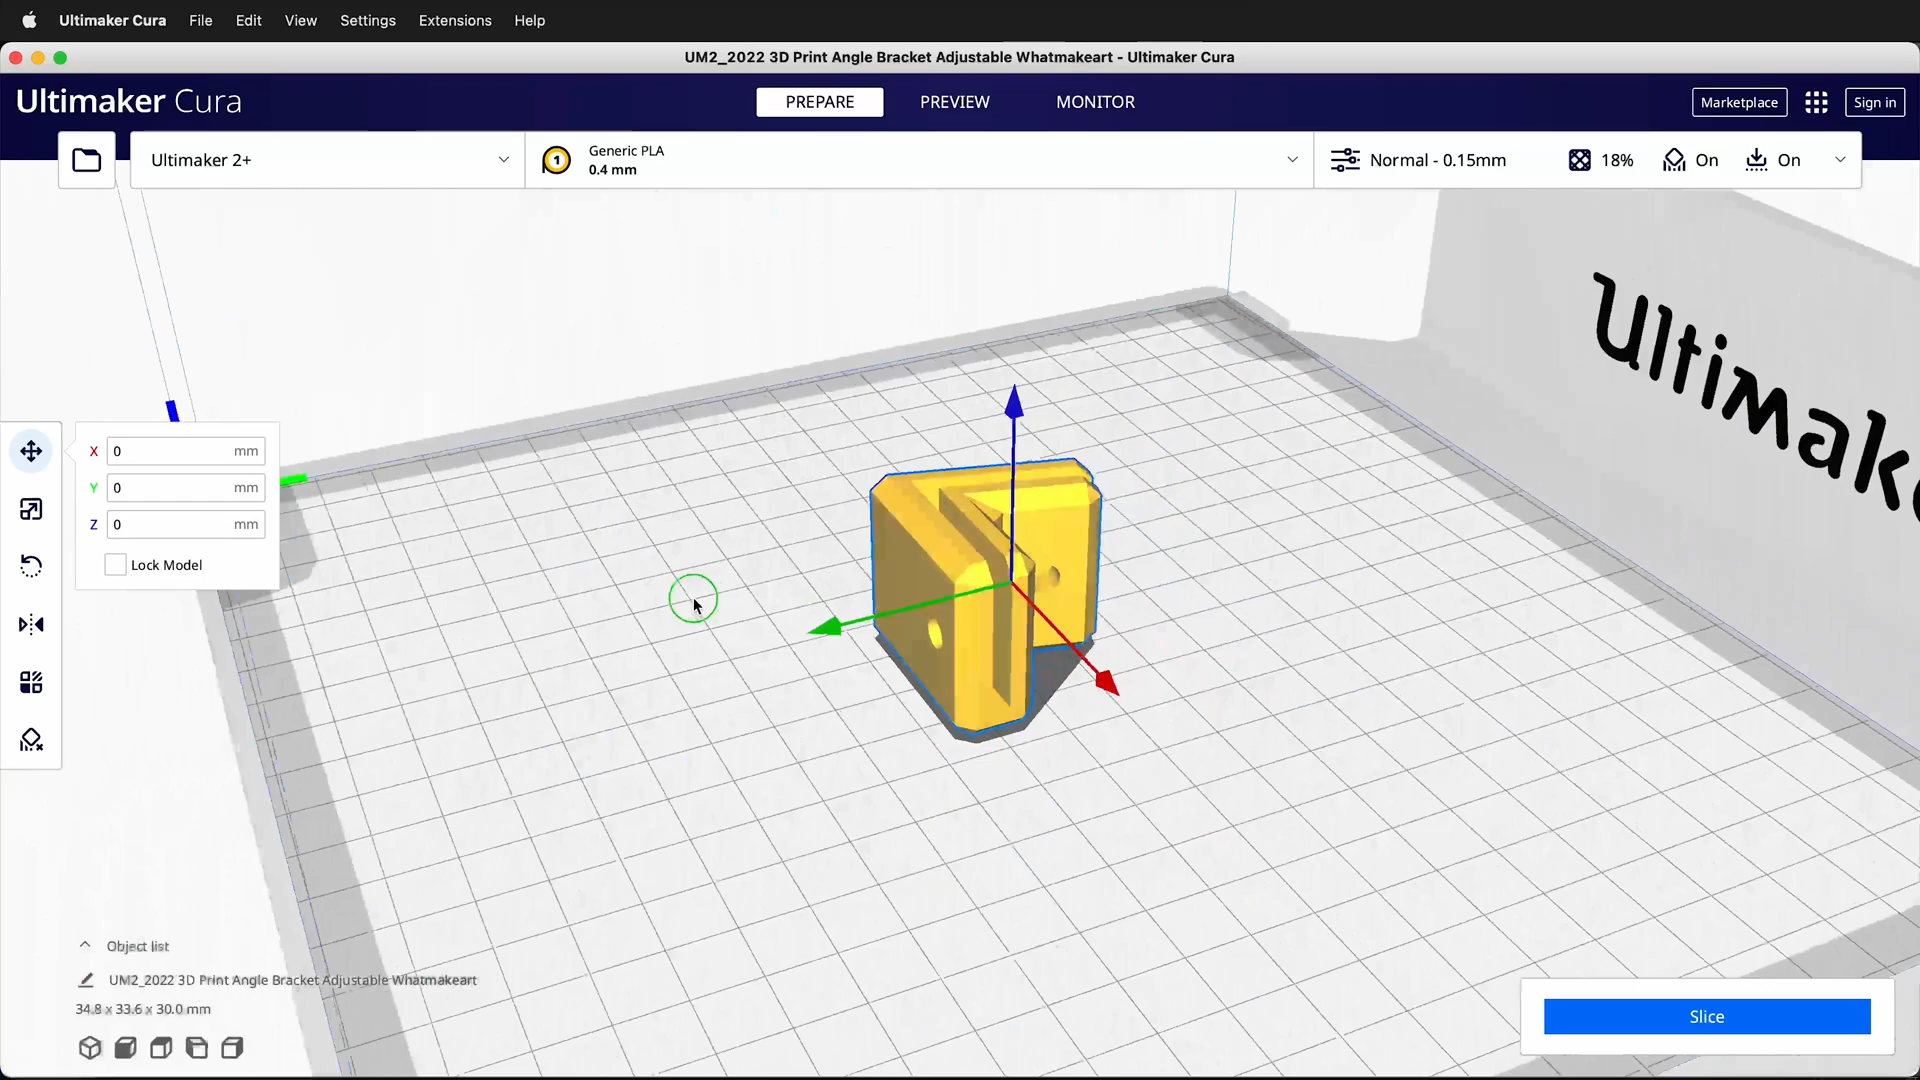 Ultimaker Cura File Edit View Settings Extensions Help
UM2_2022 3D Print Angle Bracket Adjustable Whatmakeart - Ultimaker Cura
Ultimaker Cura PREPARE PREVIEW MONITOR Marketplace Sign in
Ultimaker 2+
1
Generic PLA
0.4 mm
Normal - 0.15mm 18% On On
Ultimake
X 0 mm
Y 0 mm
Z 0 mm
Lock Model
Object list
UM2_2022 3D Print Angle Bracket Adjustable Whatmakeart
34.8 x 33.6 x 30.0 mm
Slice